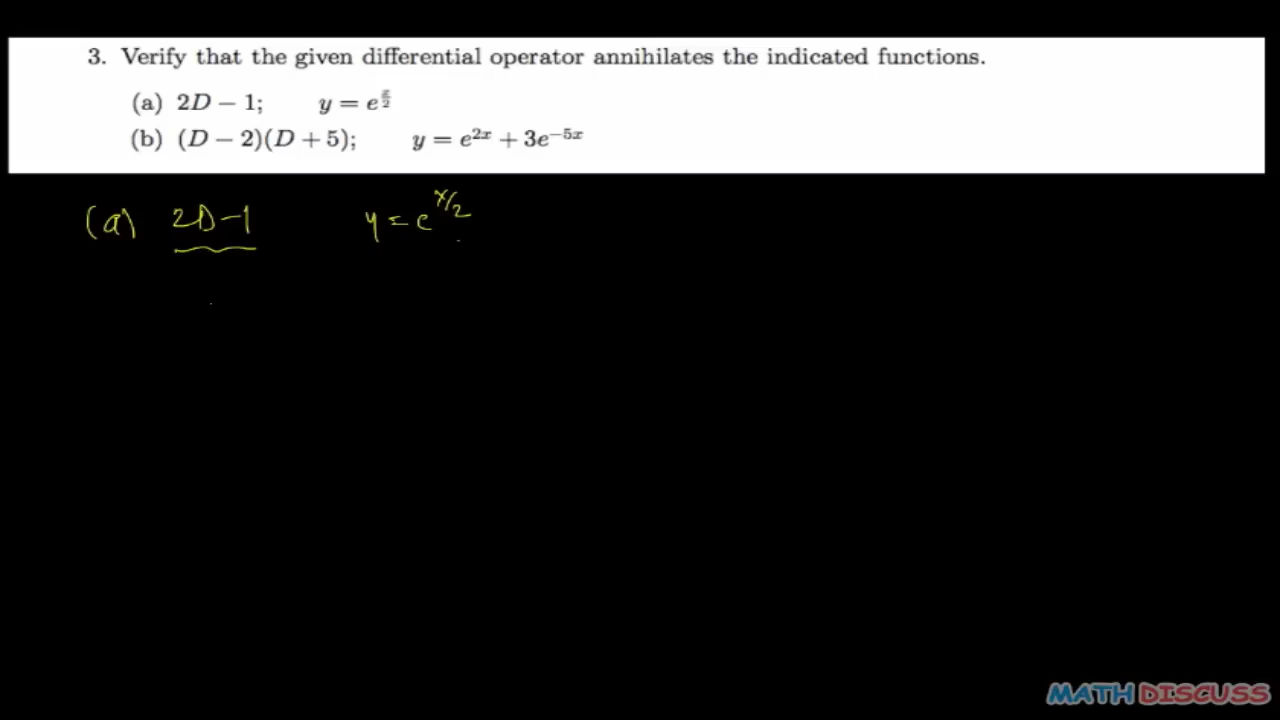 3. Verify that the given differential operator annihilates the indicated functions.
(a) 2D − 1; y = e^{x/2}
(b) (D − 2)(D + 5); y = e^{2x} + 3e^{−5x}
(a) 2D−1 y = e^{x/2}
MATH DISCUSS